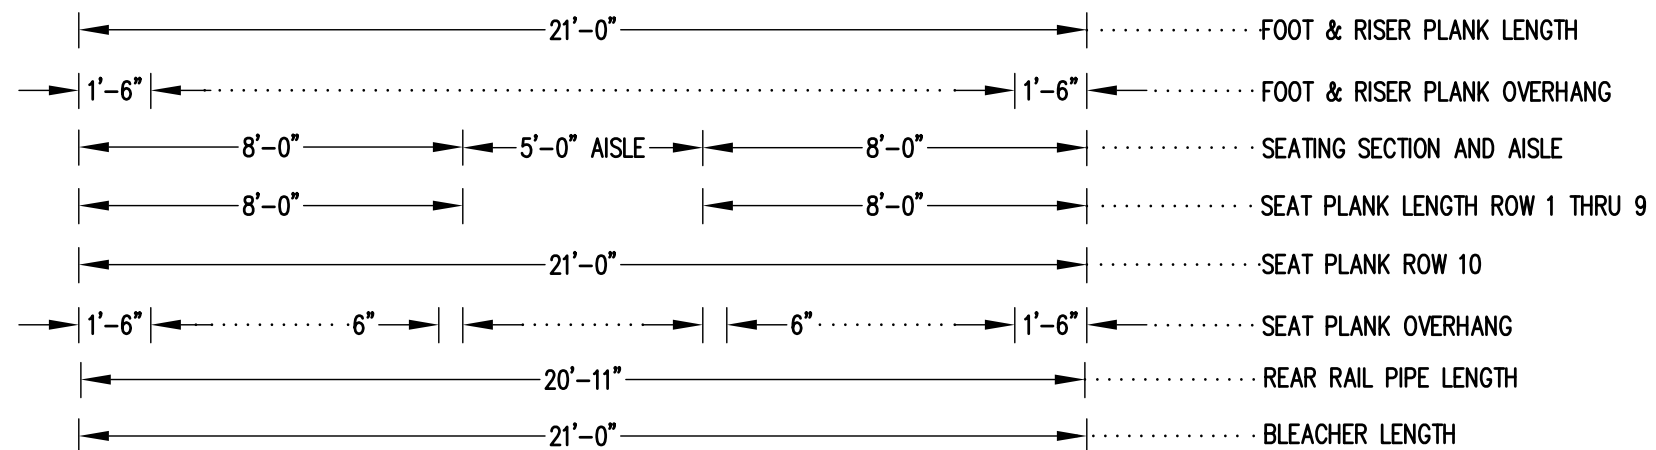 21'-0" FOOT & RISER PLANK LENGTH
1'-6" 1'-6" FOOT & RISER PLANK OVERHANG
8'-0" 5'-0" AISLE 8'-0" SEATING SECTION AND AISLE
8'-0" 8'-0" SEAT PLANK LENGTH ROW 1 THRU 9
21'-0" SEAT PLANK ROW 10
1'-6" 6" 6" 1'-6" SEAT PLANK OVERHANG
20'-11" REAR RAIL PIPE LENGTH
21'-0" BLEACHER LENGTH